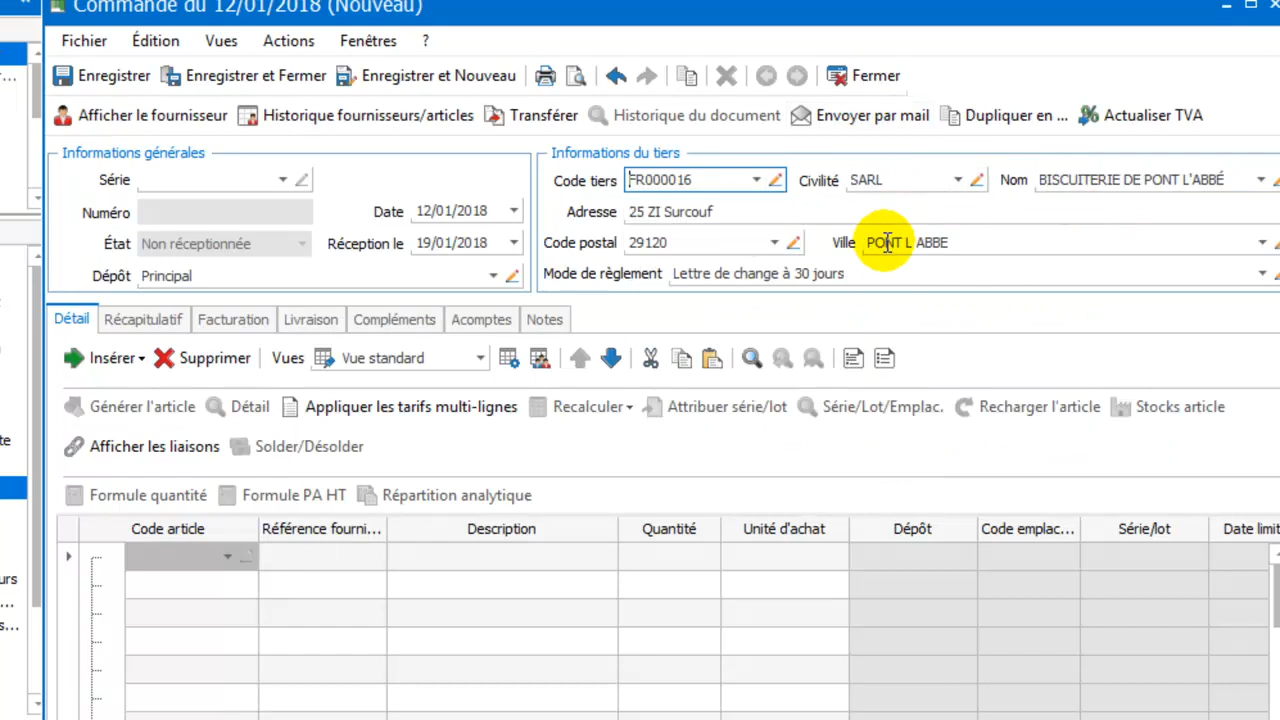 Commande du 12/01/2018 (Nouveau)
Fichier Édition Vues Actions Fenêtres ?
Enregistrer Enregistrer et Fermer Enregistrer et Nouveau Fermer
Afficher le fournisseur Historique fournisseurs/articles Transférer Historique du document Envoyer par mail Dupliquer en ... Actualiser TVA
Informations générales Informations du tiers
Série Code tiers FR000016 Civilité SARL Nom BISCUITERIE DE PONT L'ABBÉ
Numéro Date 12/01/2018 Adresse 25 ZI Surcouf
État Non réceptionnée Réception le 19/01/2018 Code postal 29120 Ville PONT L ABBE
Dépôt Principal Mode de règlement Lettre de change à 30 jours
Détail Récapitulatif Facturation Livraison Compléments Acomptes Notes
Insérer Supprimer Vues Vue standard
Générer l'article Détail Appliquer les tarifs multi-lignes Recalculer Attribuer série/lot Série/Lot/Emplac. Recharger l'article Stocks article
Afficher les liaisons Solder/Désolder
Formule quantité Formule PA HT Répartition analytique
Code article Référence fourni... Description Quantité Unité d'achat Dépôt Code emplac... Série/lot Date limit